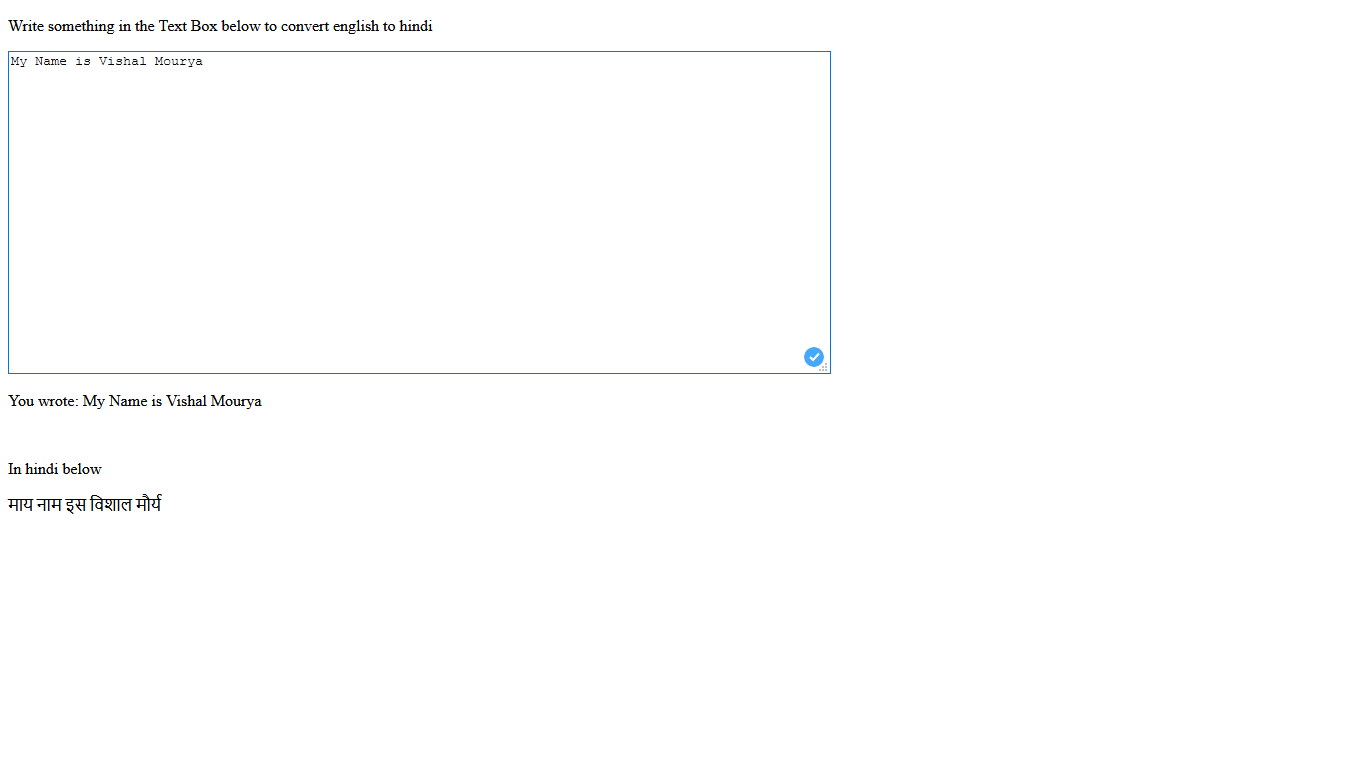 Write something in the Text Box below to convert english to hindi
My Name is Vishal Mourya
You wrote: My Name is Vishal Mourya
In hindi below
माय नाम इस विशाल मौर्य